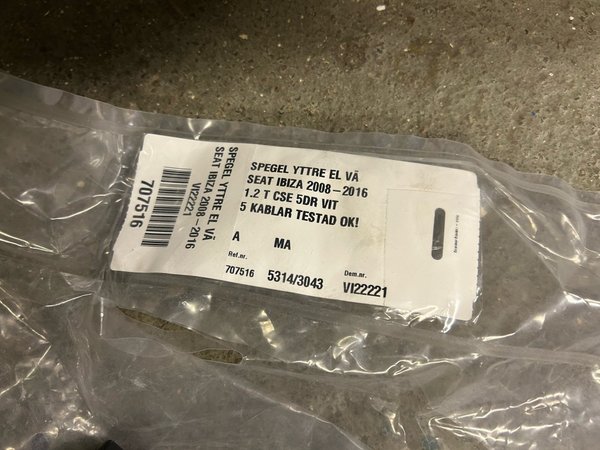 SPEGEL YTTRE EL VÄ
SEAT IBIZA 2008-2016
VI22221
707516
SPEGEL YTTRE EL VÄ
SEAT IBIZA 2008-2016
1.2 T CSE 5DR VIT
5 KABLAR TESTAD OK!
A MA
Ref.nr. Dem.nr.
707516 5314/3043 VI22221